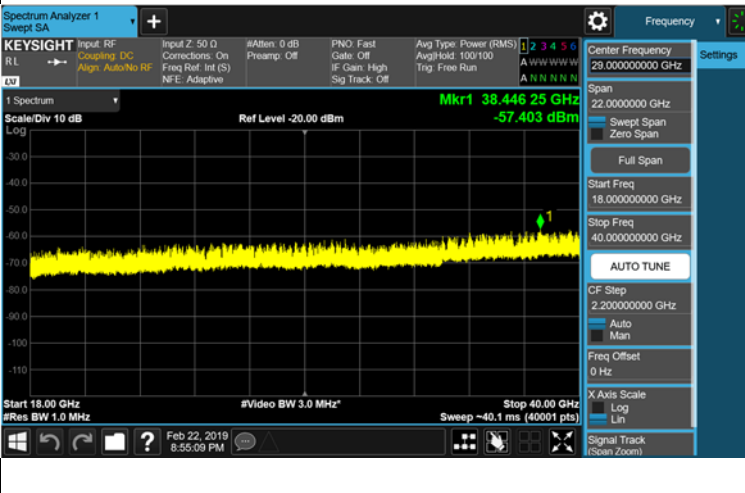 Spectrum Analyzer 1
Swept SA
+
Frequency
KEYSIGHT
RL
LXI
Input: RF
Coupling: DC
Align: Auto/No RF
Input Z: 50 Ω
Corrections: On
Freq Ref: Int (S)
NFE: Adaptive
#Atten: 0 dB
Preamp: Off
PNO: Fast
Gate: Off
IF Gain: High
Sig Track: Off
Avg Type: Power (RMS)
Avg|Hold: 100/100
Trig: Free Run
1 2 3 4 5 6
A W W W W W
A N N N N N
1 Spectrum
Scale/Div 10 dB
Ref Level -20.00 dBm
Mkr1 38.446 25 GHz
-57.403 dBm
Log
-30.0
-40.0
-50.0
-60.0
-70.0
-80.0
-90.0
-100
-110
1
Start 18.00 GHz
#Res BW 1.0 MHz
#Video BW 3.0 MHz*
Stop 40.00 GHz
Sweep ~40.1 ms (40001 pts)
?
Feb 22, 2019
8:55:09 PM
Center Frequency
29.000000000 GHz
Settings
Span
22.0000000 GHz
Swept Span
Zero Span
Full Span
Start Freq
18.000000000 GHz
Stop Freq
40.000000000 GHz
AUTO TUNE
CF Step
2.200000000 GHz
Auto
Man
Freq Offset
0 Hz
X Axis Scale
Log
Lin
Signal Track
(Span Zoom)